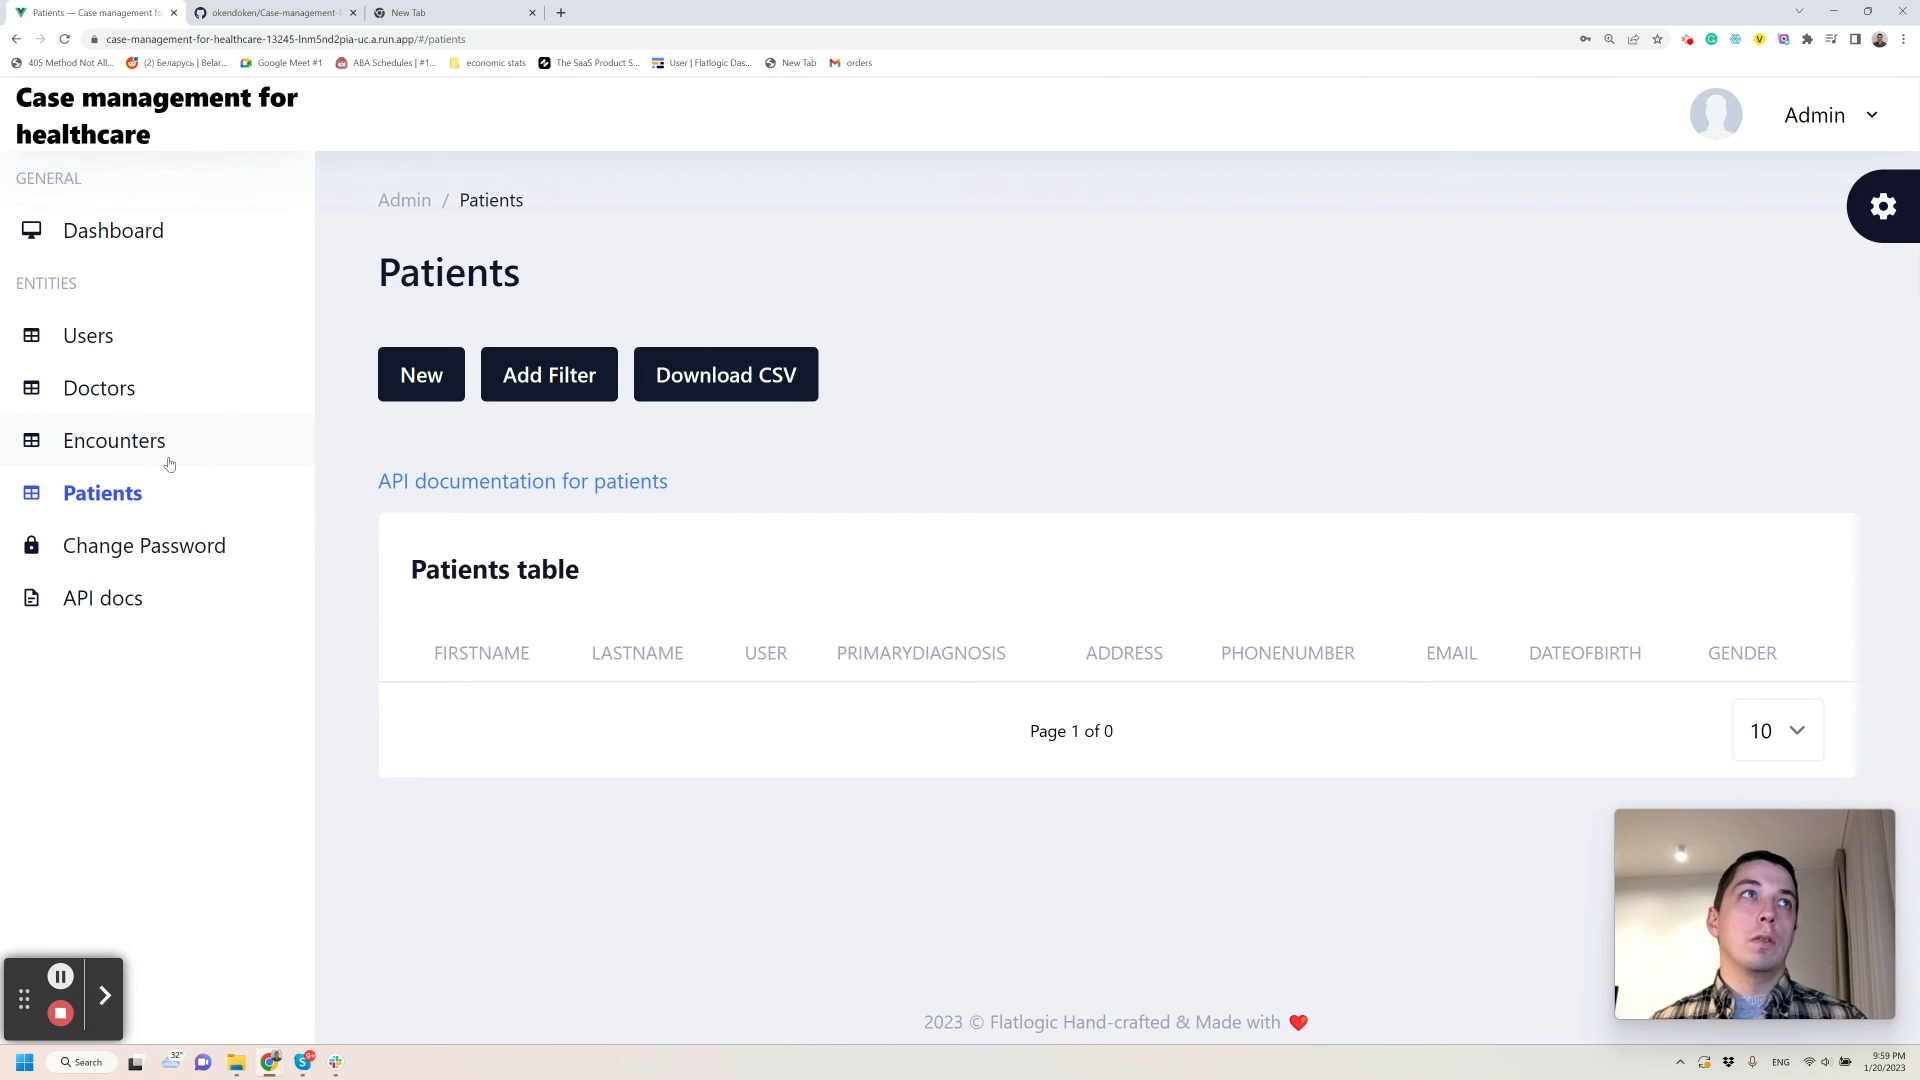 Patients — Case management fo
okendoken/Case-management-f
New Tab
case-management-for-healthcare-13245-lnm5nd2pia-uc.a.run.app/#/patients
405 Method Not All...
(2) Беларусь | Belar...
Google Meet #1
ABA Schedules | #1...
economic stats
The SaaS Product S...
User | Flatlogic Das...
New Tab
orders
Case management for
healthcare
Admin
GENERAL
Dashboard
ENTITIES
Users
Doctors
Encounters
Patients
Change Password
API docs
Admin / Patients
Patients
New
Add Filter
Download CSV
API documentation for patients
Patients table
FIRSTNAME LASTNAME USER PRIMARYDIAGNOSIS ADDRESS PHONENUMBER EMAIL DATEOFBIRTH GENDER
Page 1 of 0
10
2023 © Flatlogic Hand-crafted & Made with ❤️
Search
32°
9+
ENG
9:59 PM
1/20/2023